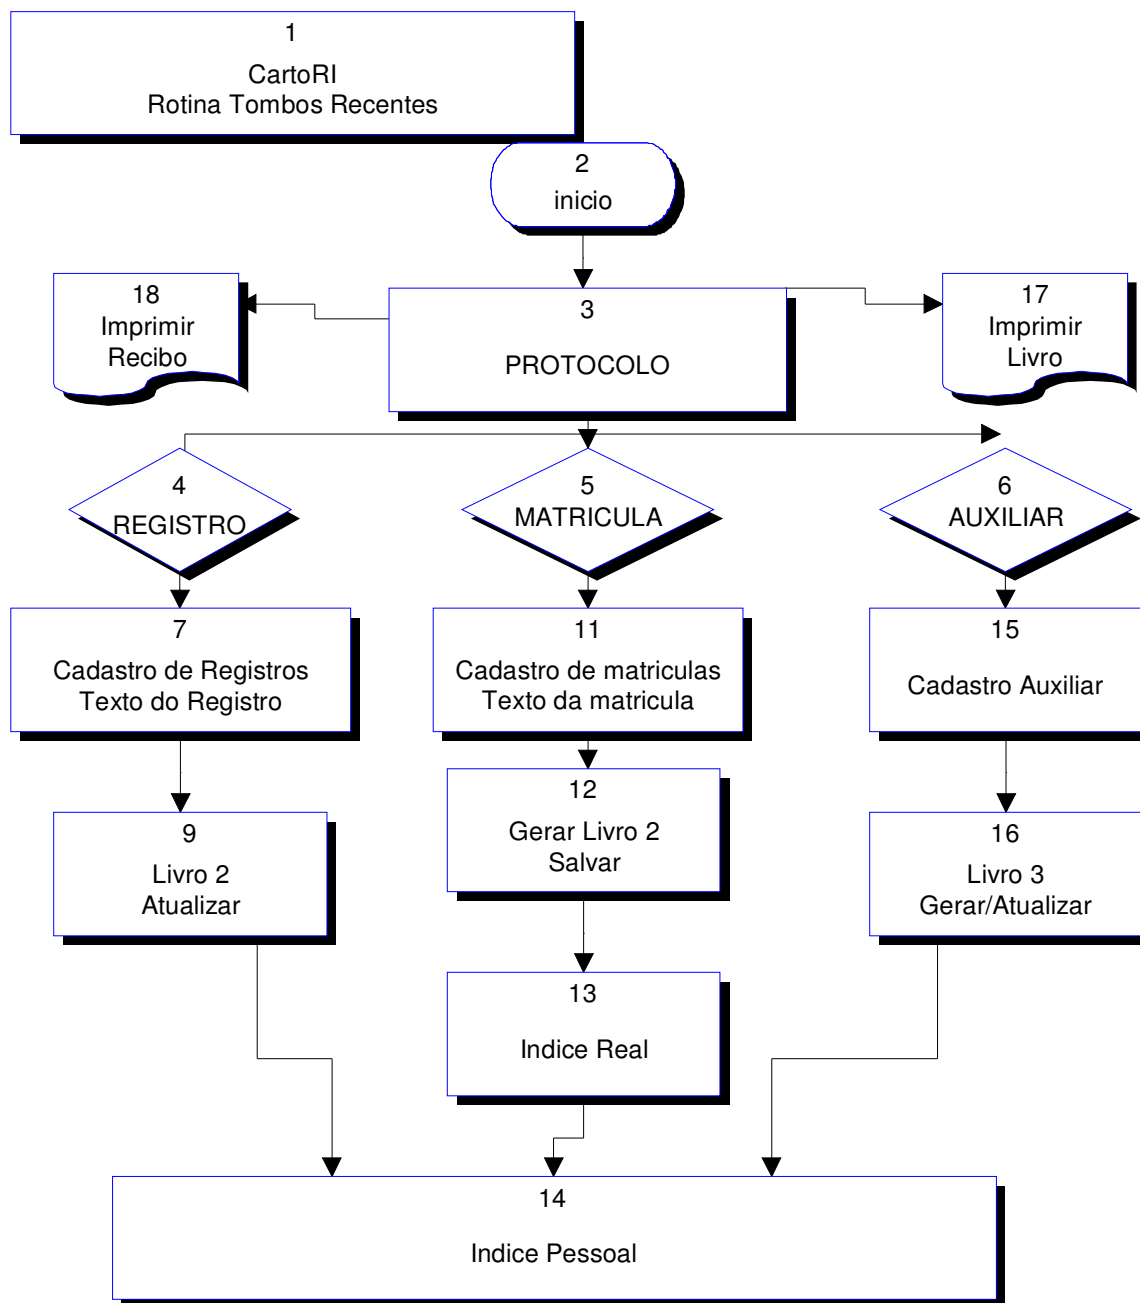 1
CartoRI
Rotina Tombos Recentes
2
inicio
18
Imprimir
Recibo
3
PROTOCOLO
17
Imprimir
Livro
4
REGISTRO
5
MATRICULA
6
AUXILIAR
7
Cadastro de Registros
Texto do Registro
11
Cadastro de matriculas
Texto da matricula
15
Cadastro Auxiliar
9
Livro 2
Atualizar
12
Gerar Livro 2
Salvar
16
Livro 3
Gerar/Atualizar
13
Indice Real
14
Indice Pessoal